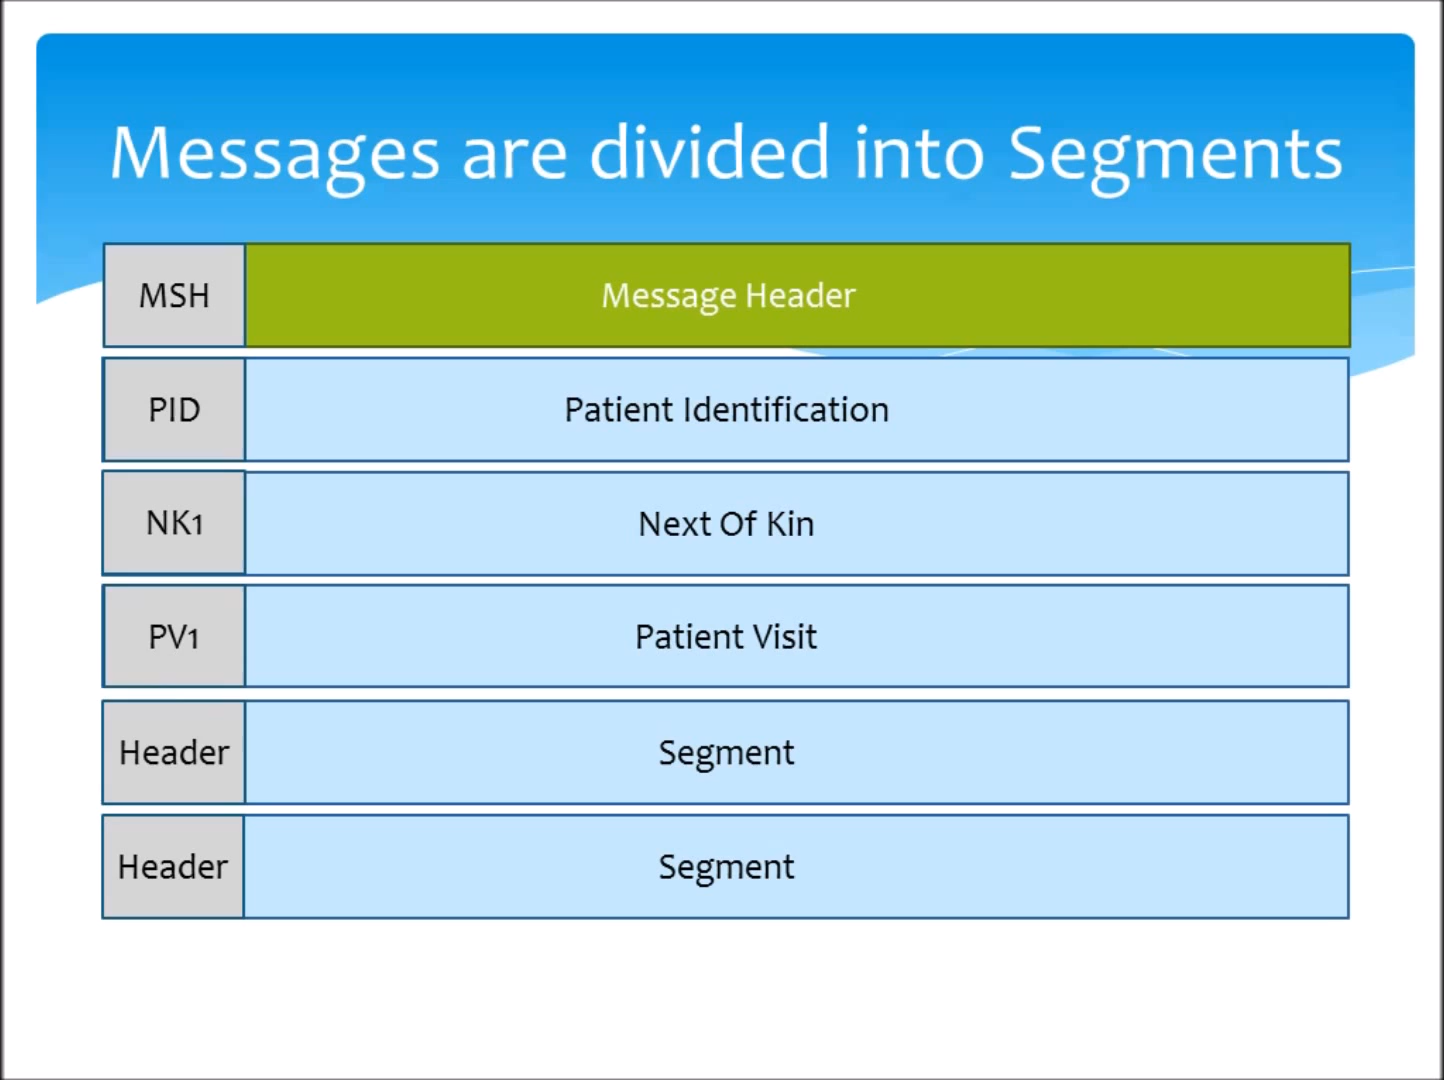 Messages are divided into Segments
MSH Message Header
PID Patient Identification
NK1 Next Of Kin
PV1 Patient Visit
Header Segment
Header Segment